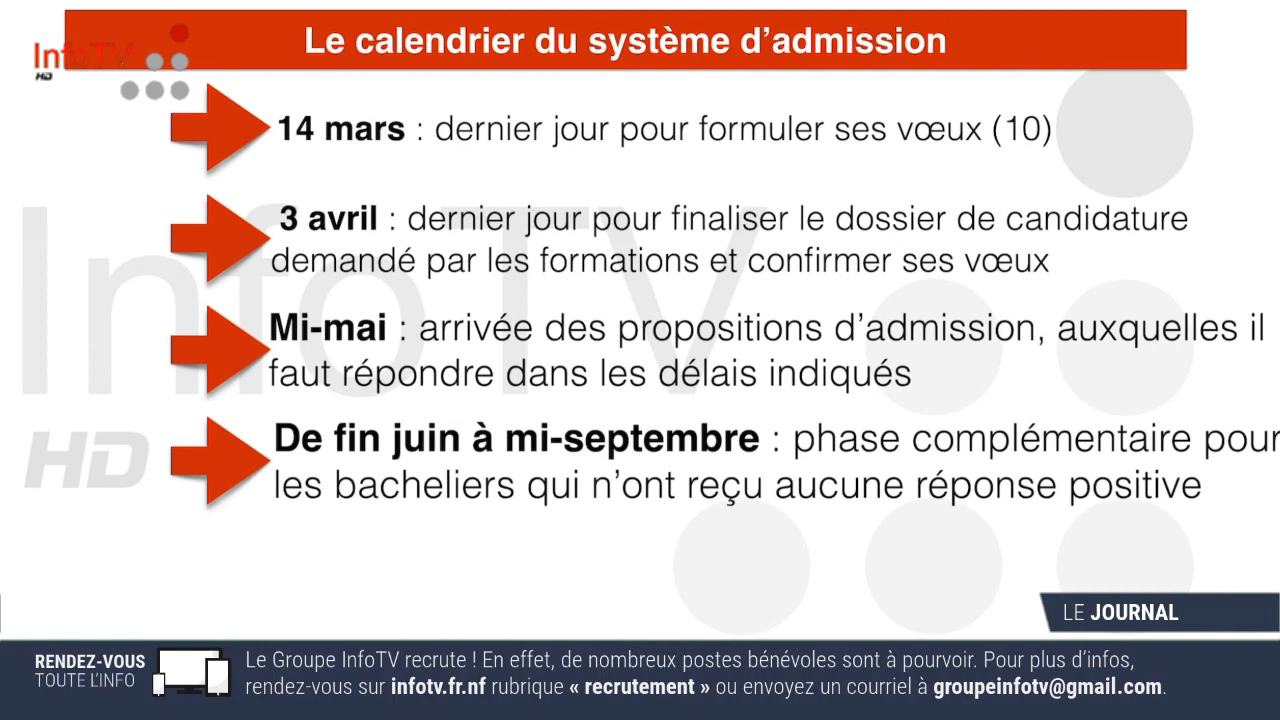 Le calendrier du système d’admission
InfoTV
HD
14 mars : dernier jour pour formuler ses vœux (10)
3 avril : dernier jour pour finaliser le dossier de candidature
demandé par les formations et confirmer ses vœux
Mi-mai : arrivée des propositions d’admission, auxquelles il
faut répondre dans les délais indiqués
De fin juin à mi-septembre : phase complémentaire pour
les bacheliers qui n’ont reçu aucune réponse positive
InfoTV
HD
LE JOURNAL
RENDEZ-VOUS
TOUTE L’INFO
Le Groupe InfoTV recrute ! En effet, de nombreux postes bénévoles sont à pourvoir. Pour plus d’infos,
rendez-vous sur infotv.fr.nf rubrique « recrutement » ou envoyez un courriel à groupeinfotv@gmail.com.